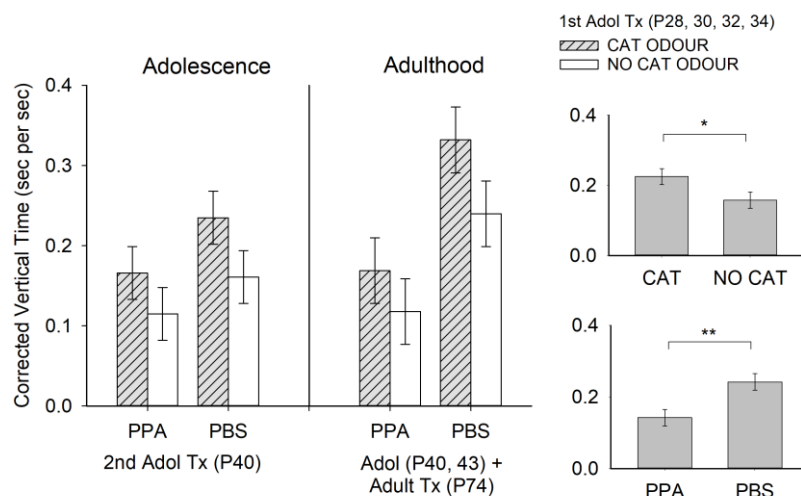 1st Adol Tx (P28, 30, 32, 34)
CAT ODOUR
NO CAT ODOUR
Adolescence
Adulthood
Corrected Vertical Time (sec per sec)
0.4
0.3
0.2
0.1
0.0
PPA
PBS
PPA
PBS
2nd Adol Tx (P40)
Adol (P40, 43) +
Adult Tx (P74)
0.4
0.2
0.0
*
CAT
NO CAT
0.4
0.2
0.0
**
PPA
PBS